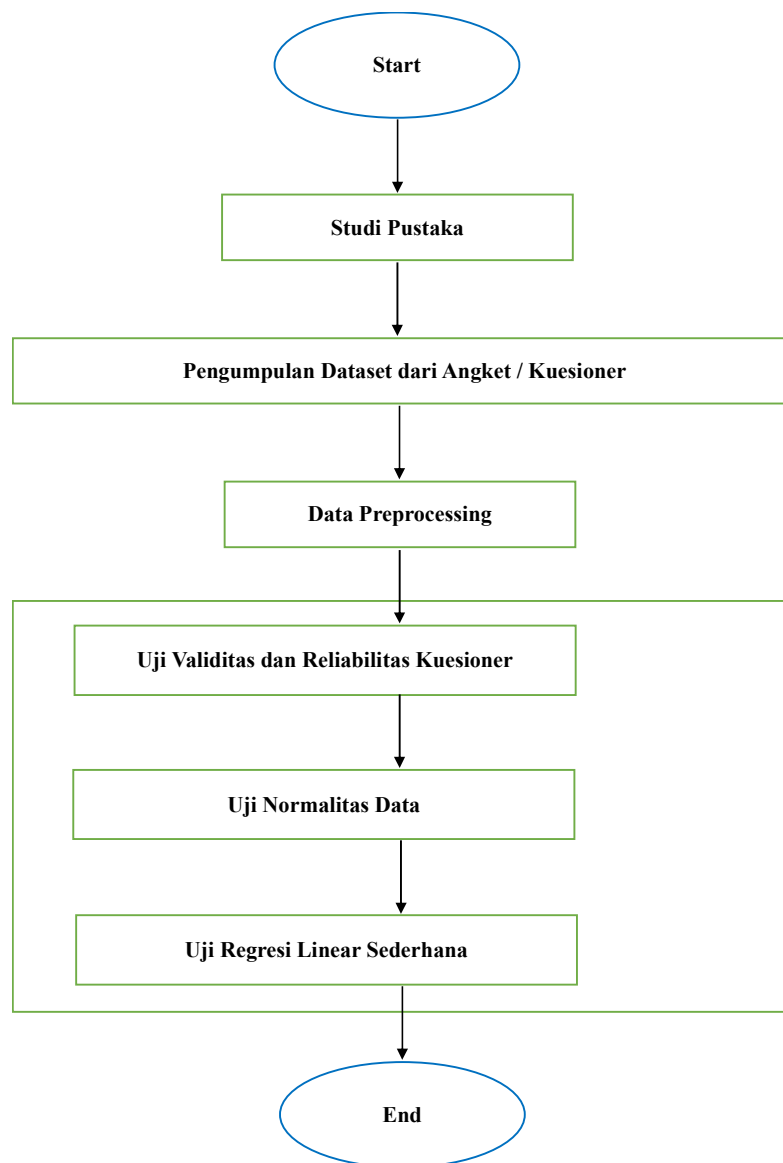 Start
Studi Pustaka
Pengumpulan Dataset dari Angket / Kuesioner
Data Preprocessing
Uji Validitas dan Reliabilitas Kuesioner
Uji Normalitas Data
Uji Regresi Linear Sederhana
End